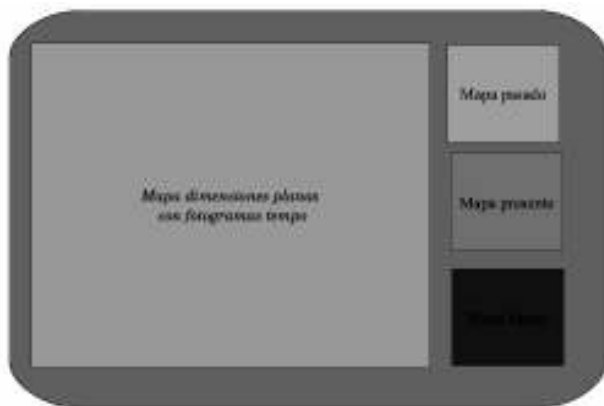 Mapa dimensiones planas
con fotogramas tempo
Mapa pasado
Mapa presente